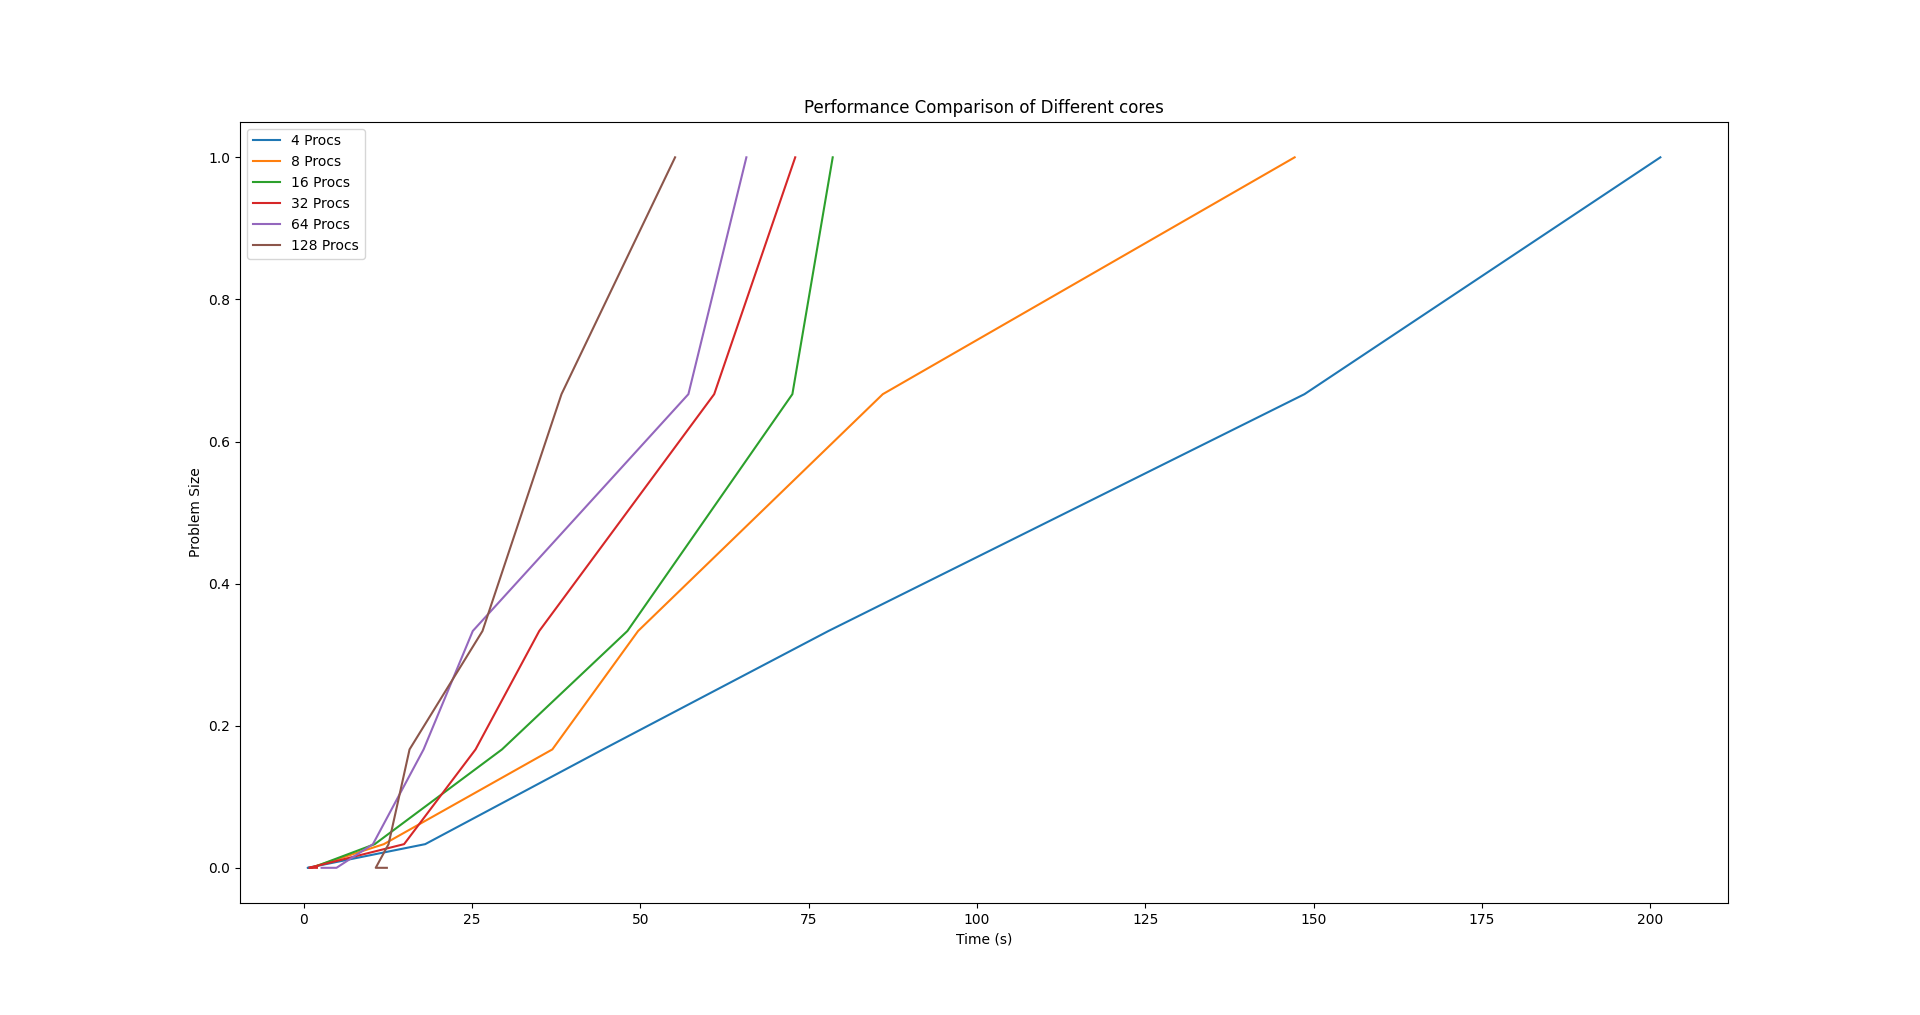 Performance Comparison of Different cores
4 Procs
8 Procs
16 Procs
32 Procs
64 Procs
128 Procs
1.0
0.8
0.6
0.4
0.2
0.0
Problem Size
0 25 50 75 100 125 150 175 200
Time (s)